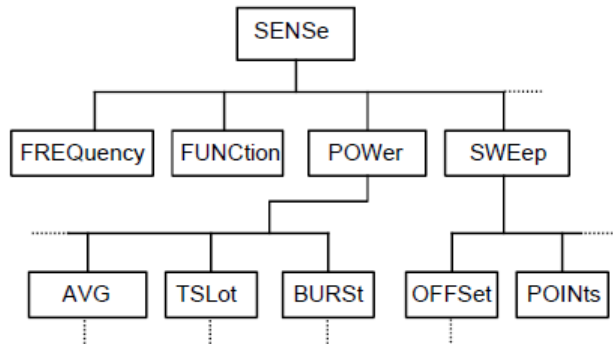 SENSe
FREQuency FUNCtion POWer SWEep
AVG TSLot BURSt OFFSet POINts